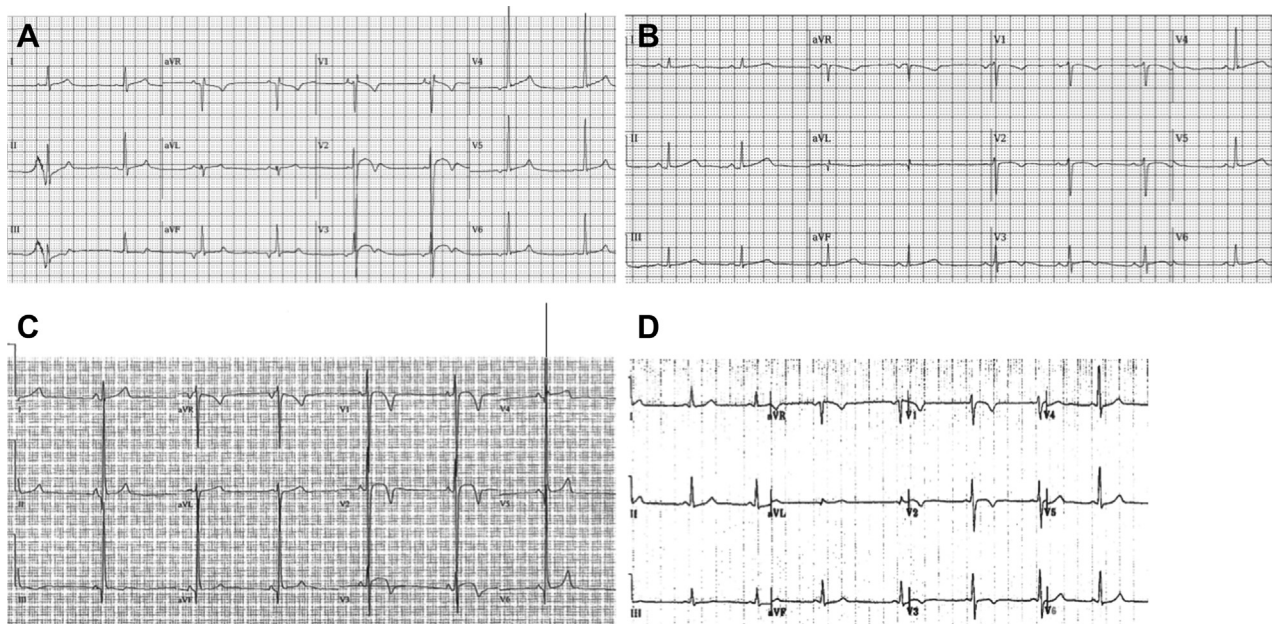 A
I aVR V1 V4
II aVL V2 V5
III aVF V3 V6
B
I aVR V1 V4
II aVL V2 V5
III aVF V3 V6
C
I aVR V1 V4
II aVL V2 V5
III aVF V3 V6
D
I aVR V1 V4
II aVL V2 V5
III aVF V3 V6